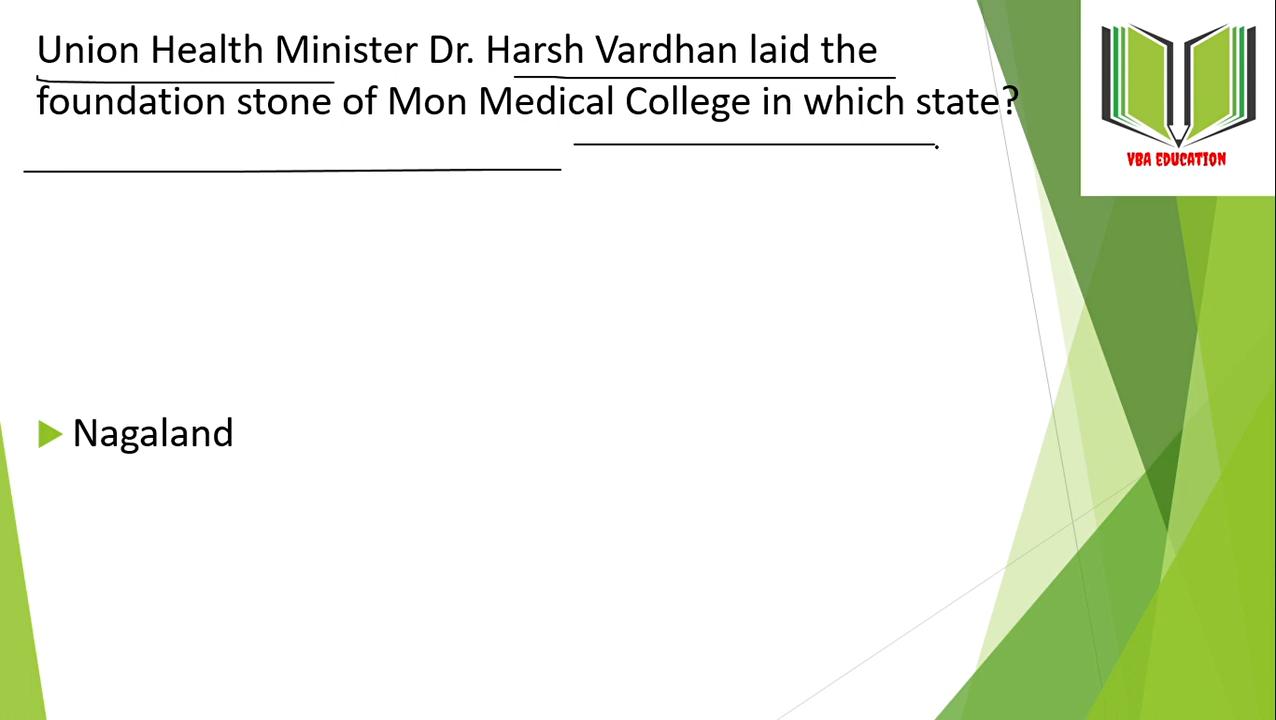 Union Health Minister Dr. Harsh Vardhan laid the
foundation stone of Mon Medical College in which state?
VBA EDUCATION
Nagaland